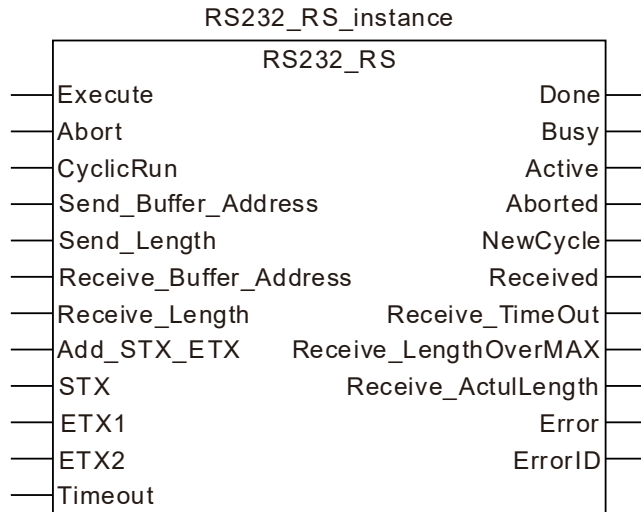 RS232_RS_instance
RS232_RS
Execute Done
Abort Busy
CyclicRun Active
Send_Buffer_Address Aborted
Send_Length NewCycle
Receive_Buffer_Address Received
Receive_Length Receive_TimeOut
Add_STX_ETX Receive_LengthOverMAX
STX Receive_ActulLength
ETX1 Error
ETX2 ErrorID
Timeout